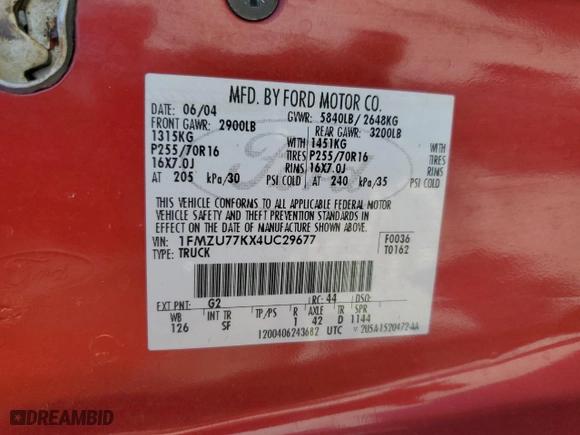 MFD. BY FORD MOTOR CO.
DATE: 06/04 GVWR: 5840LB/ 2648KG
FRONT GAWR: 2900LB REAR GAWR: 3200LB
1315KG WITH 1451KG WITH
P255/70R16 TIRES P255/70R16 TIRES
16X7.0J RIMS 16X7.0J RIMS
AT 205 kPa/30 PSI COLD AT 240 kPa/35 PSI COLD
THIS VEHICLE CONFORMS TO ALL APPLICABLE FEDERAL MOTOR
VEHICLE SAFETY AND THEFT PREVENTION STANDARDS IN
EFFECT ON THE DATE OF MANUFACTURE SHOWN ABOVE.
VIN: 1FMZU77KX4UC29677 F0036
TYPE: TRUCK T0162
EXT PNT: G2 RC: 44 DSO:
WB INT TR TP/PS R AXLE TR SPR
126 SF 1 42 D 1144
1200406243682 UTC
Ford
© DREAMBID